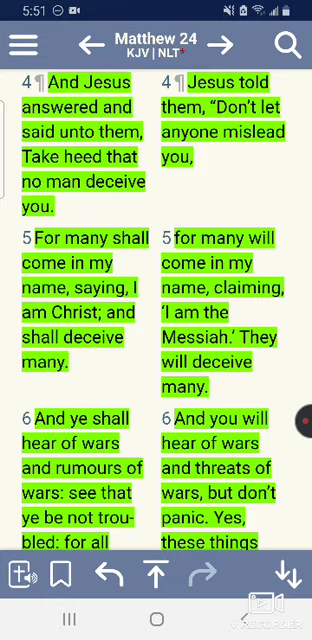 5:51
Matthew 24
KJV | NLT*
4 ¶ And Jesus
answered and
said unto them,
Take heed that
no man deceive
you.
5 For many shall
come in my
name, saying, I
am Christ; and
shall deceive
many.
6 And ye shall
hear of wars
and rumours of
wars: see that
ye be not trou-
bled: for all
4 ¶ Jesus told
them, “Don’t let
anyone mislead
you,
5 for many will
come in my
name, claiming,
‘I am the
Messiah.’ They
will deceive
many.
6 And you will
hear of wars
and threats of
wars, but don’t
panic. Yes,
these things
V RECORDER